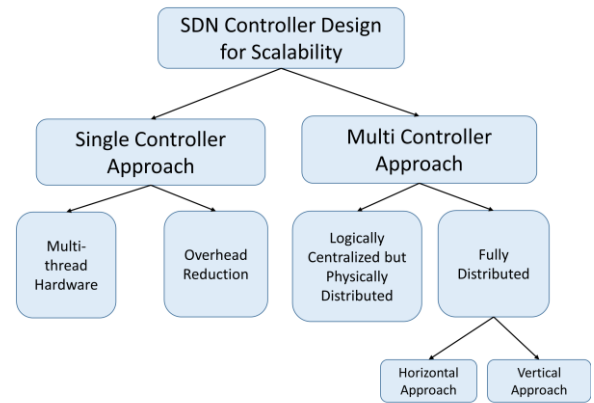 SDN Controller Design
for Scalability
Single Controller
Approach
Multi Controller
Approach
Multi-
thread
Hardware
Overhead
Reduction
Logically
Centralized but
Physically
Distributed
Fully
Distributed
Horizontal
Approach
Vertical
Approach